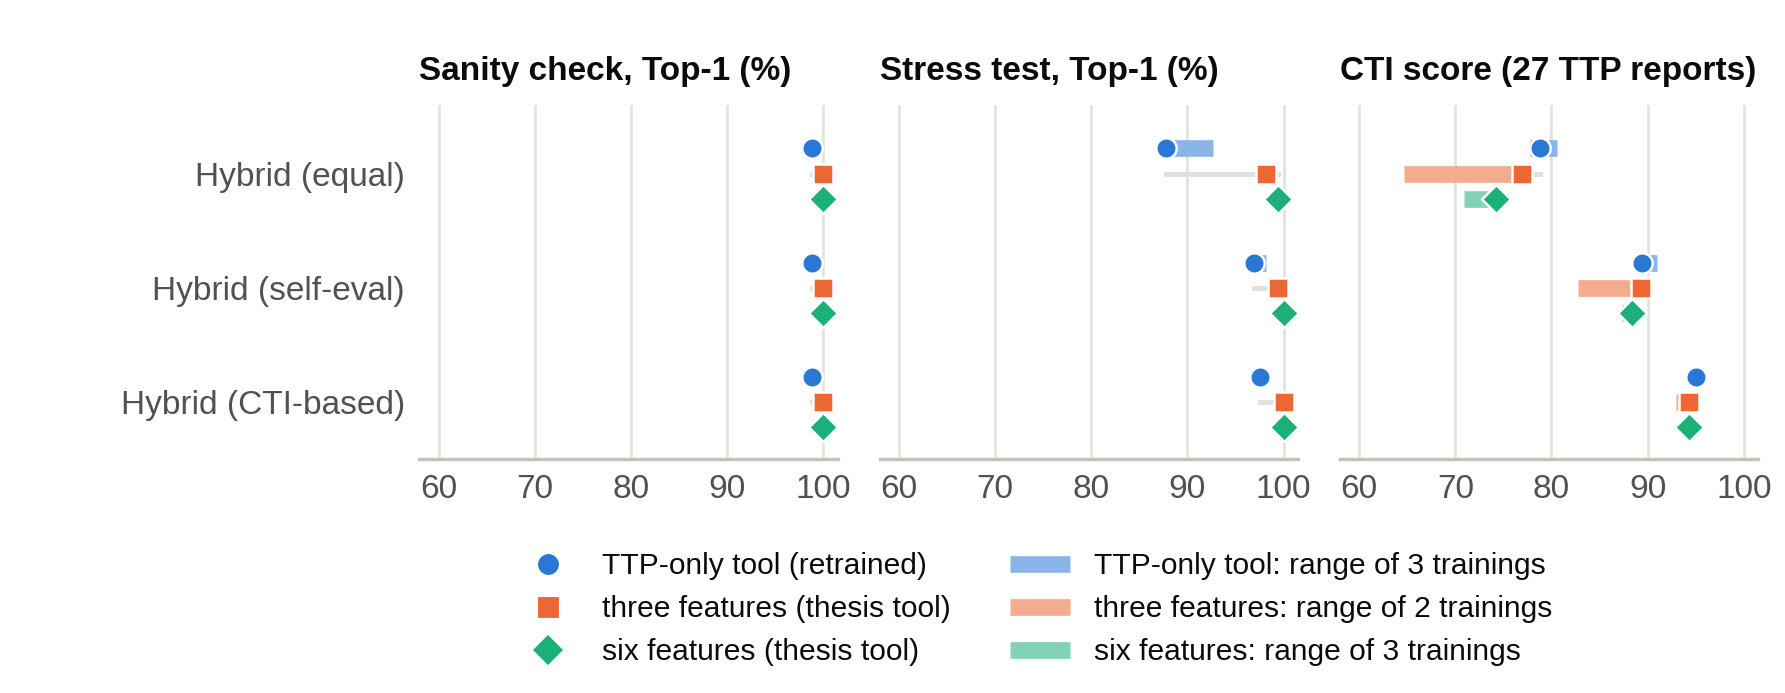 Sanity check, Top-1 (%)
Stress test, Top-1 (%)
CTI score (27 TTP reports)
Hybrid (equal)
Hybrid (self-eval)
Hybrid (CTI-based)
60 70 80 90 100
60 70 80 90 100
60 70 80 90 100
TTP-only tool (retrained)
three features (thesis tool)
six features (thesis tool)
TTP-only tool: range of 3 trainings
three features: range of 2 trainings
six features: range of 3 trainings